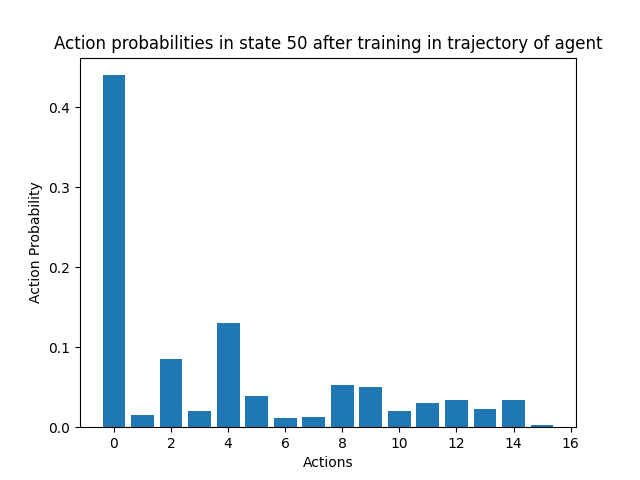 Action probabilities in state 50 after training in trajectory of agent
Action Probability
0.4
0.3
0.2
0.1
0.0
0 2 4 6 8 10 12 14 16
Actions